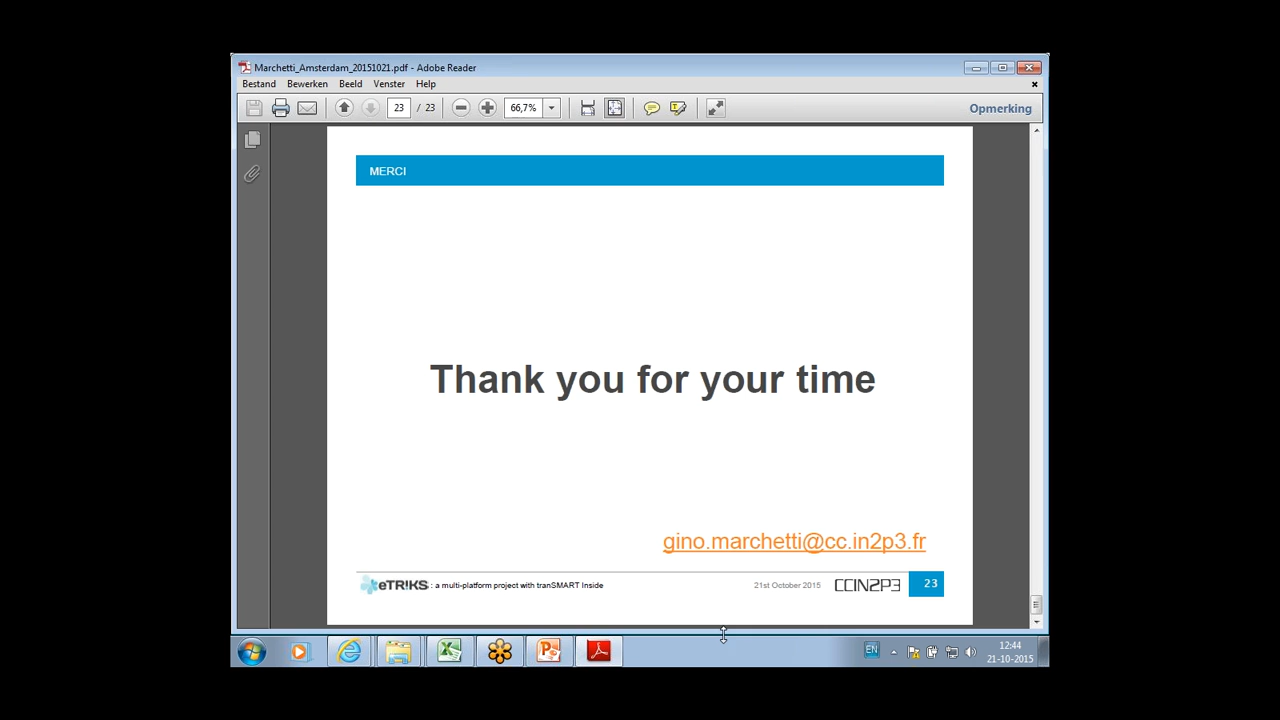 Marchetti_Amsterdam_20151021.pdf - Adobe Reader
Bestand Bewerken Beeld Venster Help
23 / 23 66,7% Opmerking
MERCI
Thank you for your time
gino.marchetti@cc.in2p3.fr
eTRIKS : a multi-platform project with tranSMART Inside 21st October 2015 CCIN2P3 23
EN 12:44
21-10-2015